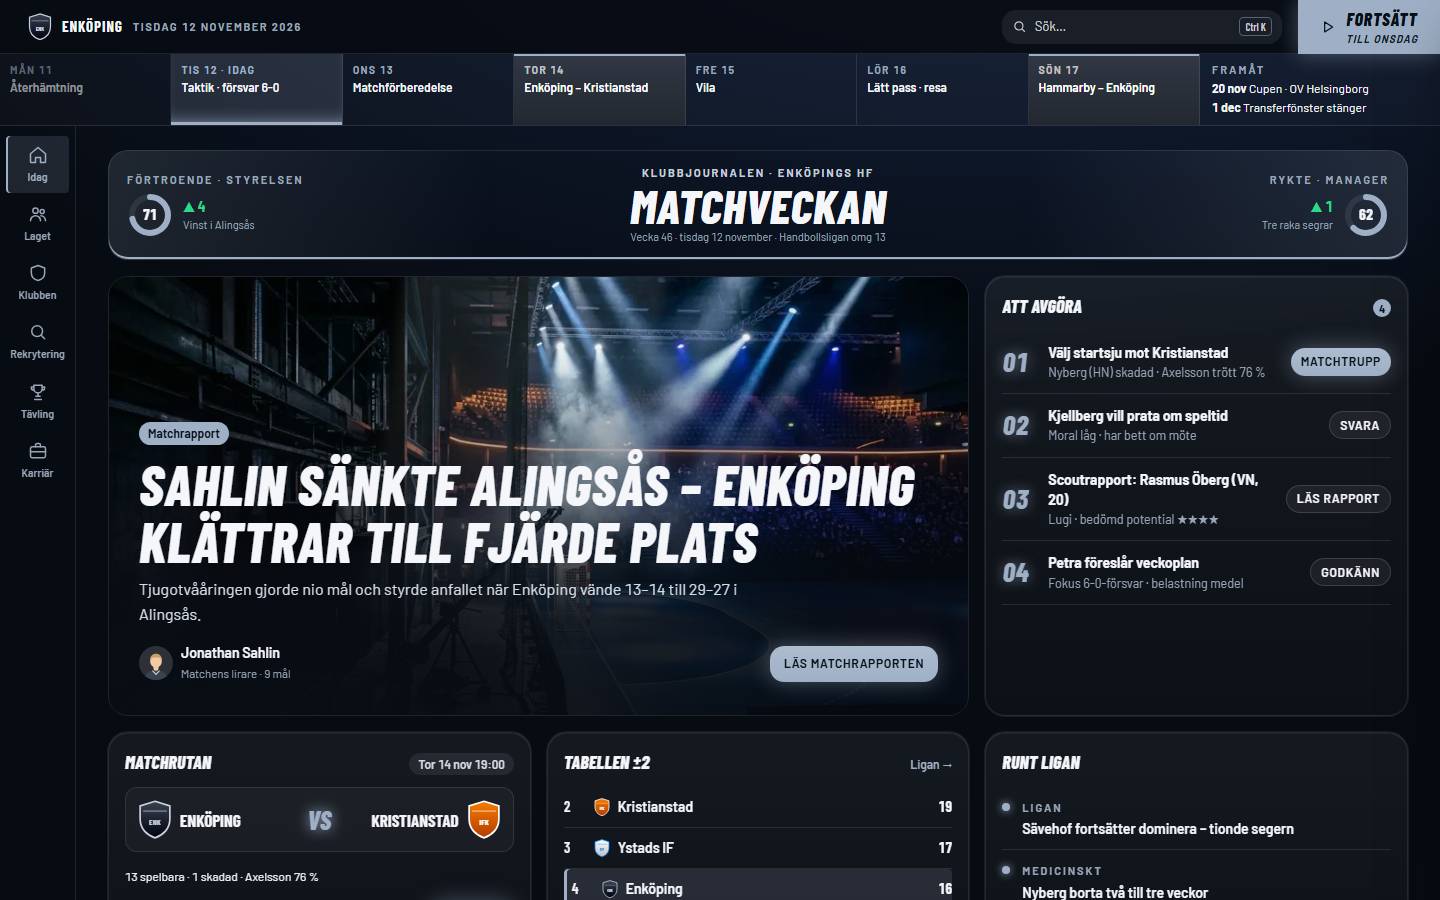 ENKÖPING TISDAG 12 NOVEMBER 2026
Sök... Ctrl K
FORTSÄTT
TILL ONSDAG
MÅN 11
Återhämtning
TIS 12 · IDAG
Taktik · försvar 6-0
ONS 13
Matchförberedelse
TOR 14
Enköping – Kristianstad
FRE 15
Vila
LÖR 16
Lätt pass · resa
SÖN 17
Hammarby – Enköping
FRAMÅT
20 nov Cupen · OV Helsingborg
1 dec Transferfönster stänger
Idag
Laget
Klubben
Rekrytering
Tävling
Karriär
FÖRTROENDE · STYRELSEN
71
▲4
Vinst i Alingsås
KLUBBJOURNALEN · ENKÖPINGS HF
MATCHVECKAN
Vecka 46 · tisdag 12 november · Handbollsligan omg 13
RYKTE · MANAGER
▲1
Tre raka segrar
62
Matchrapport
SAHLIN SÄNKTE ALINGSÅS – ENKÖPING
KLÄTTRAR TILL FJÄRDE PLATS
Tjugotvååringen gjorde nio mål och styrde anfallet när Enköping vände 13–14 till 29–27 i
Alingsås.
Jonathan Sahlin
Matchens lirare · 9 mål
LÄS MATCHRAPPORTEN
ATT AVGÖRA 4
01
Välj startsju mot Kristianstad
Nyberg (HN) skadad · Axelsson trött 76 %
MATCHTRUPP
02
Kjellberg vill prata om speltid
Moral låg · har bett om möte
SVARA
03
Scoutrapport: Rasmus Öberg (VN,
20)
Lugi · bedömd potential ★★★★
LÄS RAPPORT
04
Petra föreslår veckoplan
Fokus 6-0-försvar · belastning medel
GODKÄNN
MATCHRUTAN Tor 14 nov 19:00
ENK ENKÖPING VS KRISTIANSTAD IFK
13 spelbara · 1 skadad · Axelsson 76 %
TABELLEN ±2 Ligan →
2 Kristianstad 19
3 Ystads IF 17
4 Enköping 16
RUNT LIGAN
LIGAN
Sävehof fortsätter dominera – tionde segern
MEDICINSKT
Nyberg borta två till tre veckor